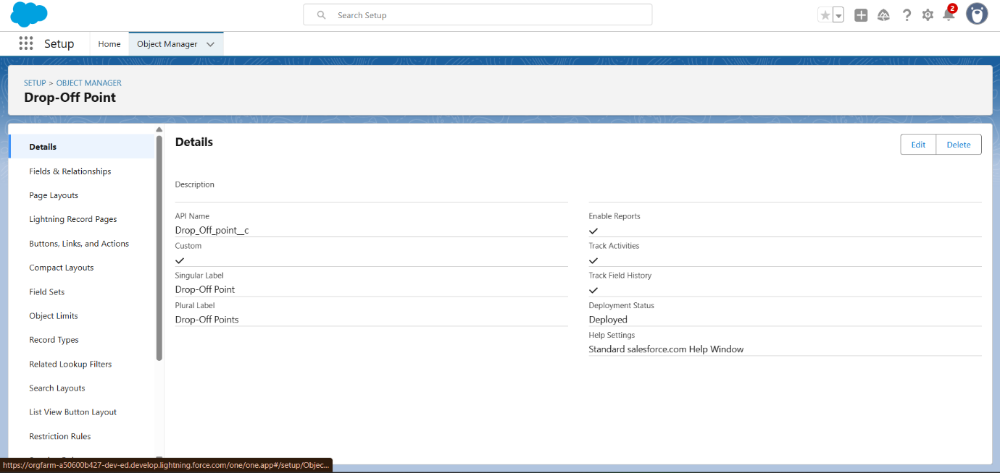 Search Setup
2
Setup
Home
Object Manager
SETUP > OBJECT MANAGER
Drop-Off Point
Details
Fields & Relationships
Page Layouts
Lightning Record Pages
Buttons, Links, and Actions
Compact Layouts
Field Sets
Object Limits
Record Types
Related Lookup Filters
Search Layouts
List View Button Layout
Restriction Rules
Details
Edit
Delete
Description
API Name
Drop_Off_point__c
Custom
Singular Label
Drop-Off Point
Plural Label
Drop-Off Points
Enable Reports
Track Activities
Track Field History
Deployment Status
Deployed
Help Settings
Standard salesforce.com Help Window
https://orgfarm-a50600b427-dev-ed.develop.lightning.force.com/one/one.app#/setup/Objec...